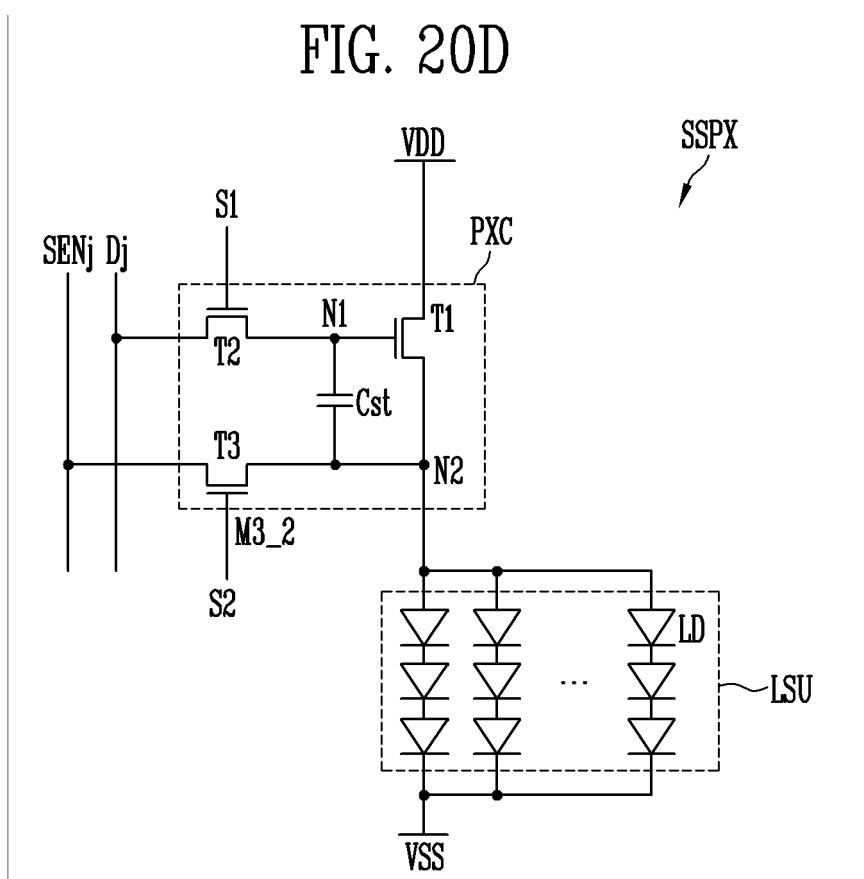 FIG. 20D
VDD
SSPX
S1
SENj Dj
PXC
N1
T1
T2
Cst
T3
N2
M3_2
S2
LD
...
LSU
VSS